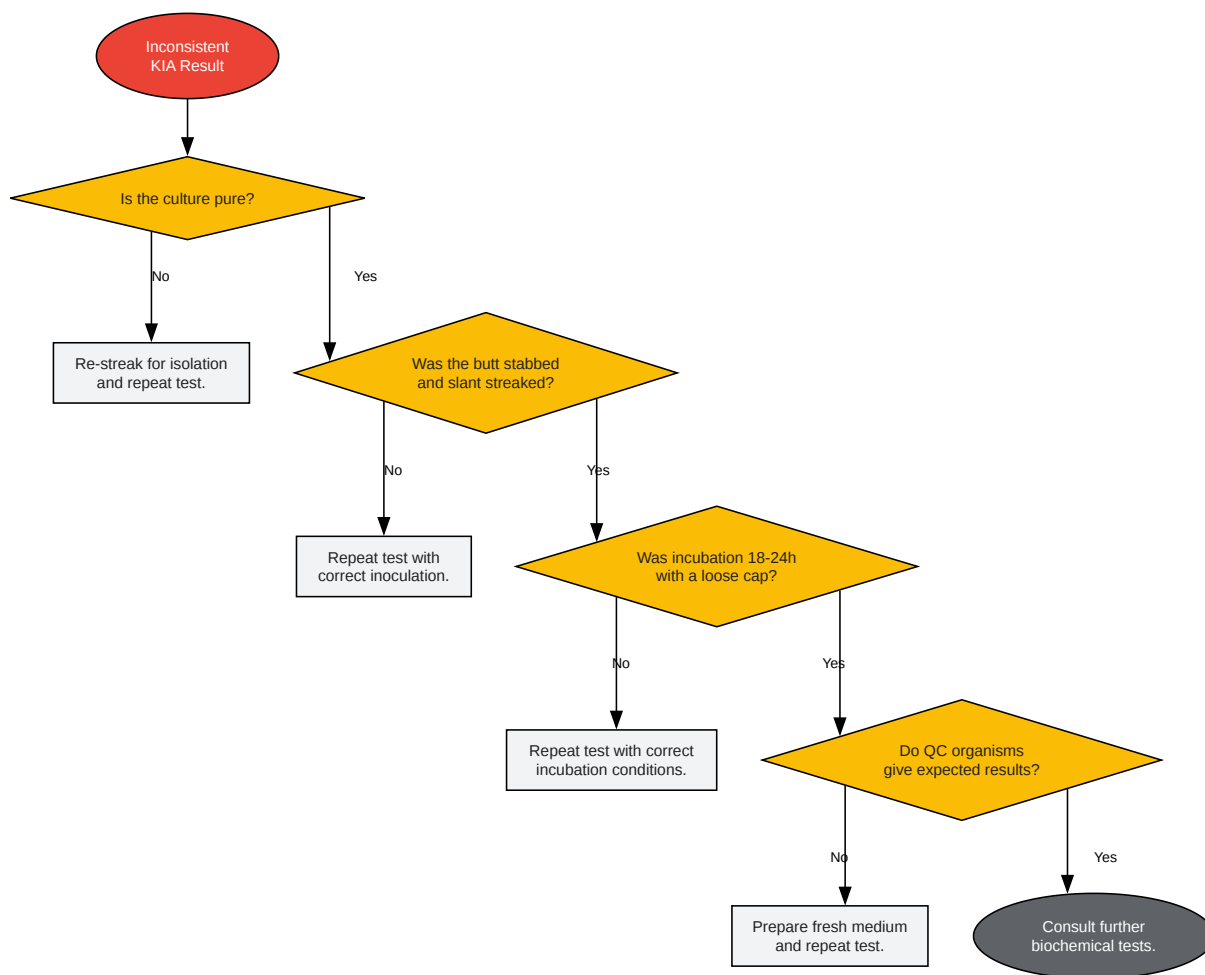 Inconsistent
KIA Result
Is the culture pure?
No
Yes
Re-streak for isolation
and repeat test.
Was the butt stabbed
and slant streaked?
No
Yes
Repeat test with
correct inoculation.
Was incubation 18-24h
with a loose cap?
No
Yes
Repeat test with correct
incubation conditions.
Do QC organisms
give expected results?
No
Yes
Prepare fresh medium
and repeat test.
Consult further
biochemical tests.